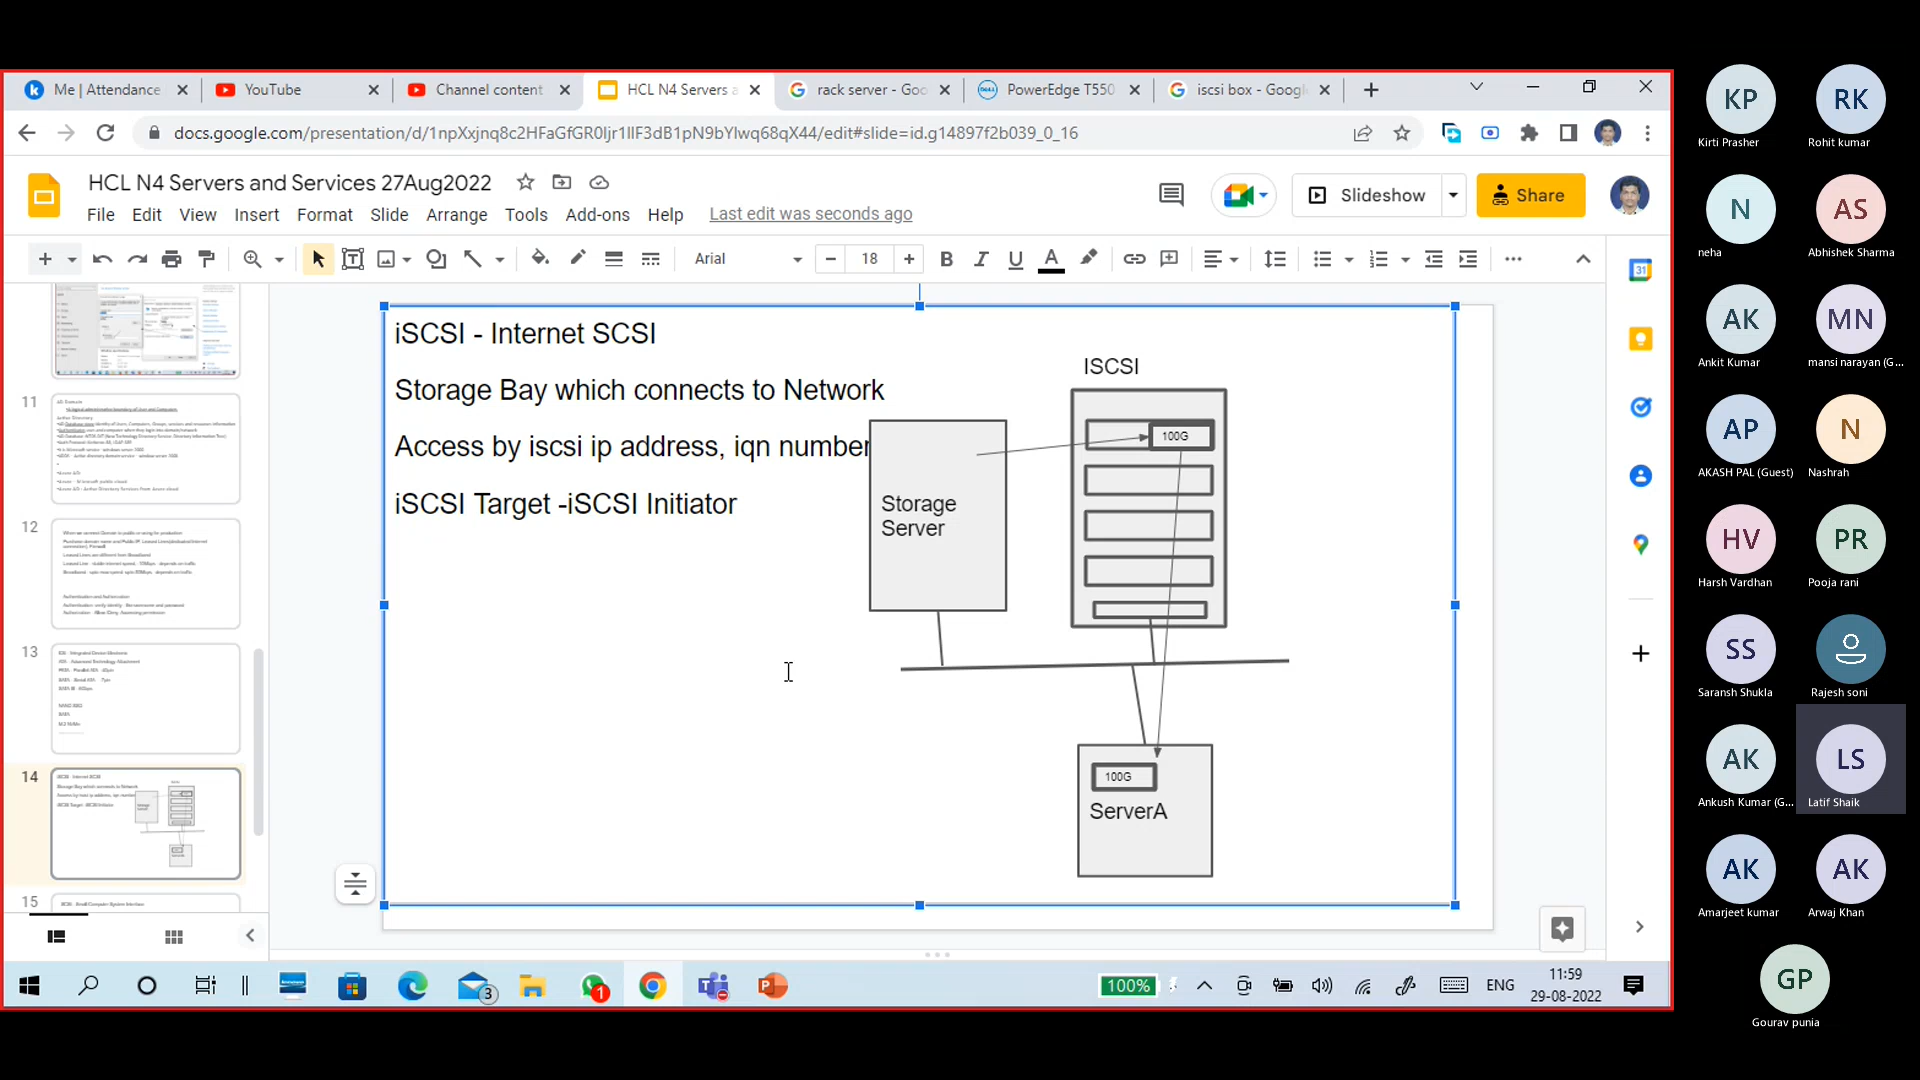 Me | Attendance
YouTube
Channel content
HCL N4 Servers a
rack server - Goo
PowerEdge T550
iscsi box - Google
docs.google.com/presentation/d/1npXxjnq8c2HFaGfGR0ljr1IlF3dB1pN9bYlwq68qX44/edit#slide=id.g14897f2b039_0_16
HCL N4 Servers and Services 27Aug2022
File Edit View Insert Format Slide Arrange Tools Add-ons Help Last edit was seconds ago
Slideshow
Share
Arial
18
31
11
12
13
14
15
iSCSI - Internet SCSI
Storage Bay which connects to Network
Access by iscsi ip address, iqn number
iSCSI Target -iSCSI Initiator
ISCSI
100G
Storage
Server
100G
ServerA
3
1
100%
ENG
11:59
29-08-2022
KP
Kirti Prasher
RK
Rohit kumar
N
neha
AS
Abhishek Sharma
AK
Ankit Kumar
MN
mansi narayan (G...
AP
AKASH PAL (Guest)
N
Nashrah
HV
Harsh Vardhan
PR
Pooja rani
SS
Saransh Shukla
Rajesh soni
AK
Ankush Kumar (G...
LS
Latif Shaik
AK
Amarjeet kumar
AK
Arwaj Khan
GP
Gourav punia